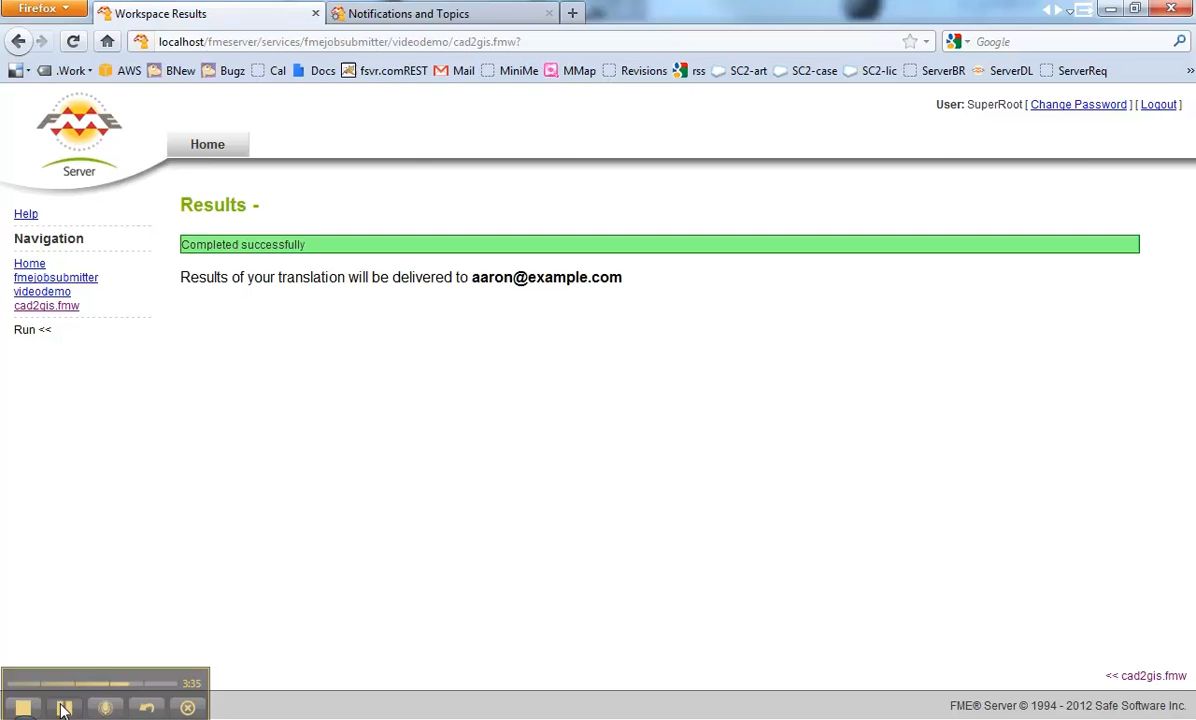 Firefox
Workspace Results
Notifications and Topics
localhost/fmeserver/services/fmejobsubmitter/videodemo/cad2gis.fmw?
Google
.Work AWS BNew Bugz Cal Docs fsvr.comREST Mail MiniMe MMap Revisions rss SC2-art SC2-case SC2-lic ServerBR ServerDL ServerReq »
User: SuperRoot [ Change Password ] [ Logout ]
FME
Server
Home
Help
Navigation
Home
fmejobsubmitter
videodemo
cad2gis.fmw
Run <<
Results -
Completed successfully
Results of your translation will be delivered to aaron@example.com
<< cad2gis.fmw
3:35
FME® Server © 1994 - 2012 Safe Software Inc.